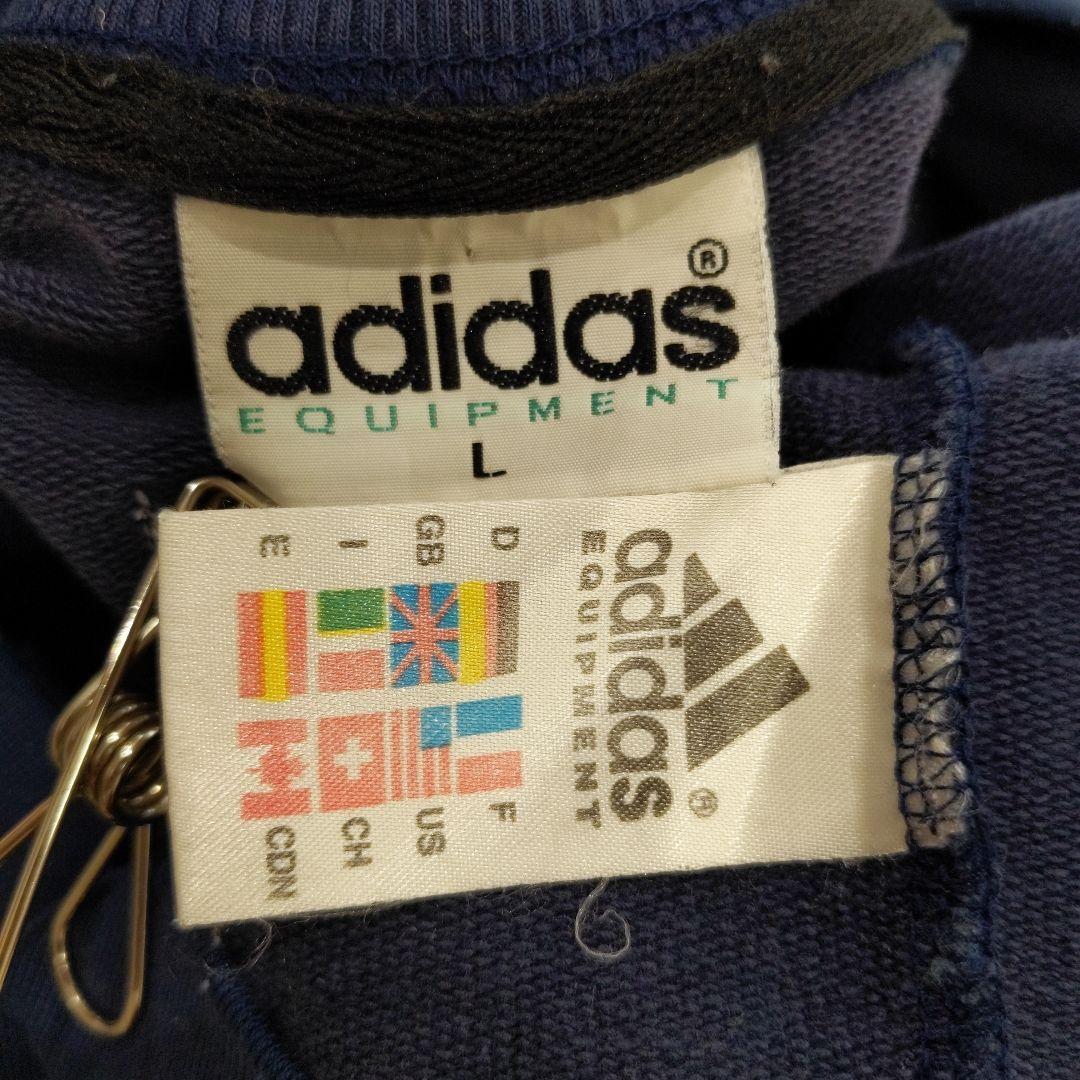 adidas®
EQUIPMENT
L
adidas®
EQUIPMENT
D F
GB US
I CH
E CDN